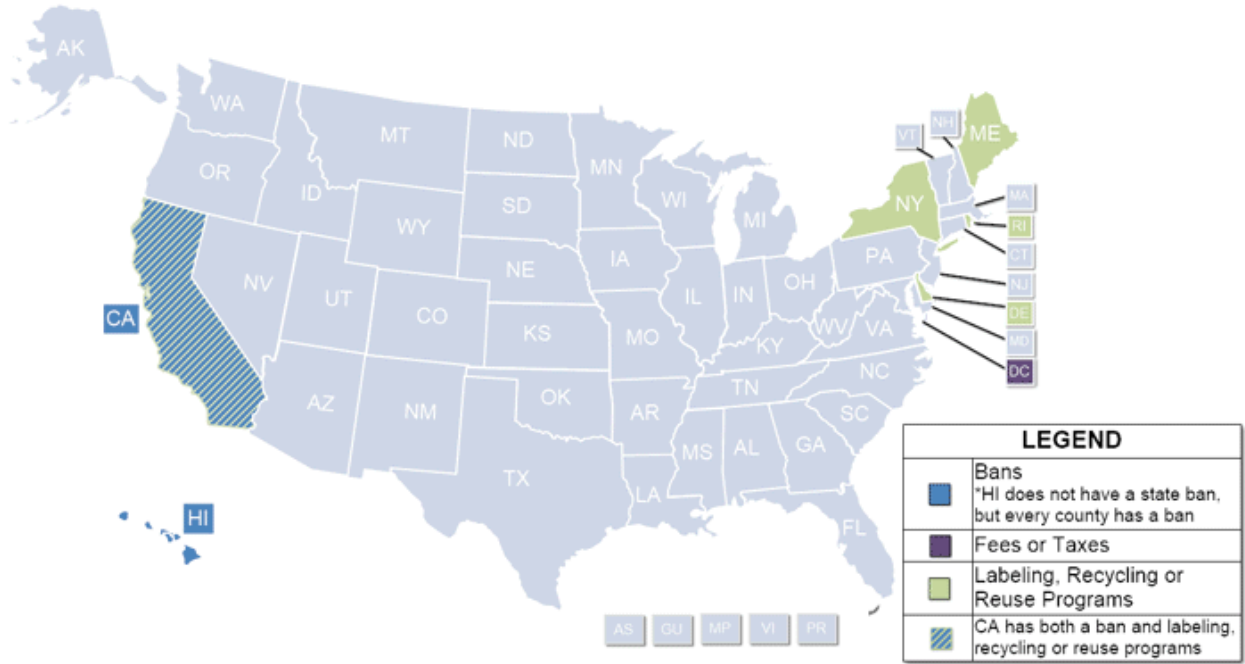 AK
WA
MT
ND
MN
VT
NH
ME
OR
ID
SD
WI
MI
NY
MA
RI
WY
IA
PA
CT
NV
UT
NE
IL
IN
OH
NJ
CA
CO
KS
MO
KY
WV
VA
DE
MD
DC
AZ
NM
OK
AR
TN
NC
SC
TX
LA
MS
AL
GA
FL
HI
AS
GU
MP
VI
PR
LEGEND
Bans
*HI does not have a state ban,
but every county has a ban
Fees or Taxes
Labeling, Recycling or
Reuse Programs
CA has both a ban and labeling,
recycling or reuse programs